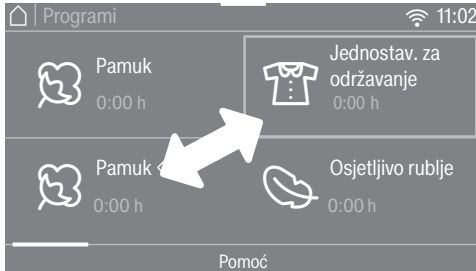 Programi
11:02
Pamuk
0:00 h
Jednostav. za
održavanje
0:00 h
Pamuk
0:00 h
Osjetljivo rublje
0:00 h
Pomoć